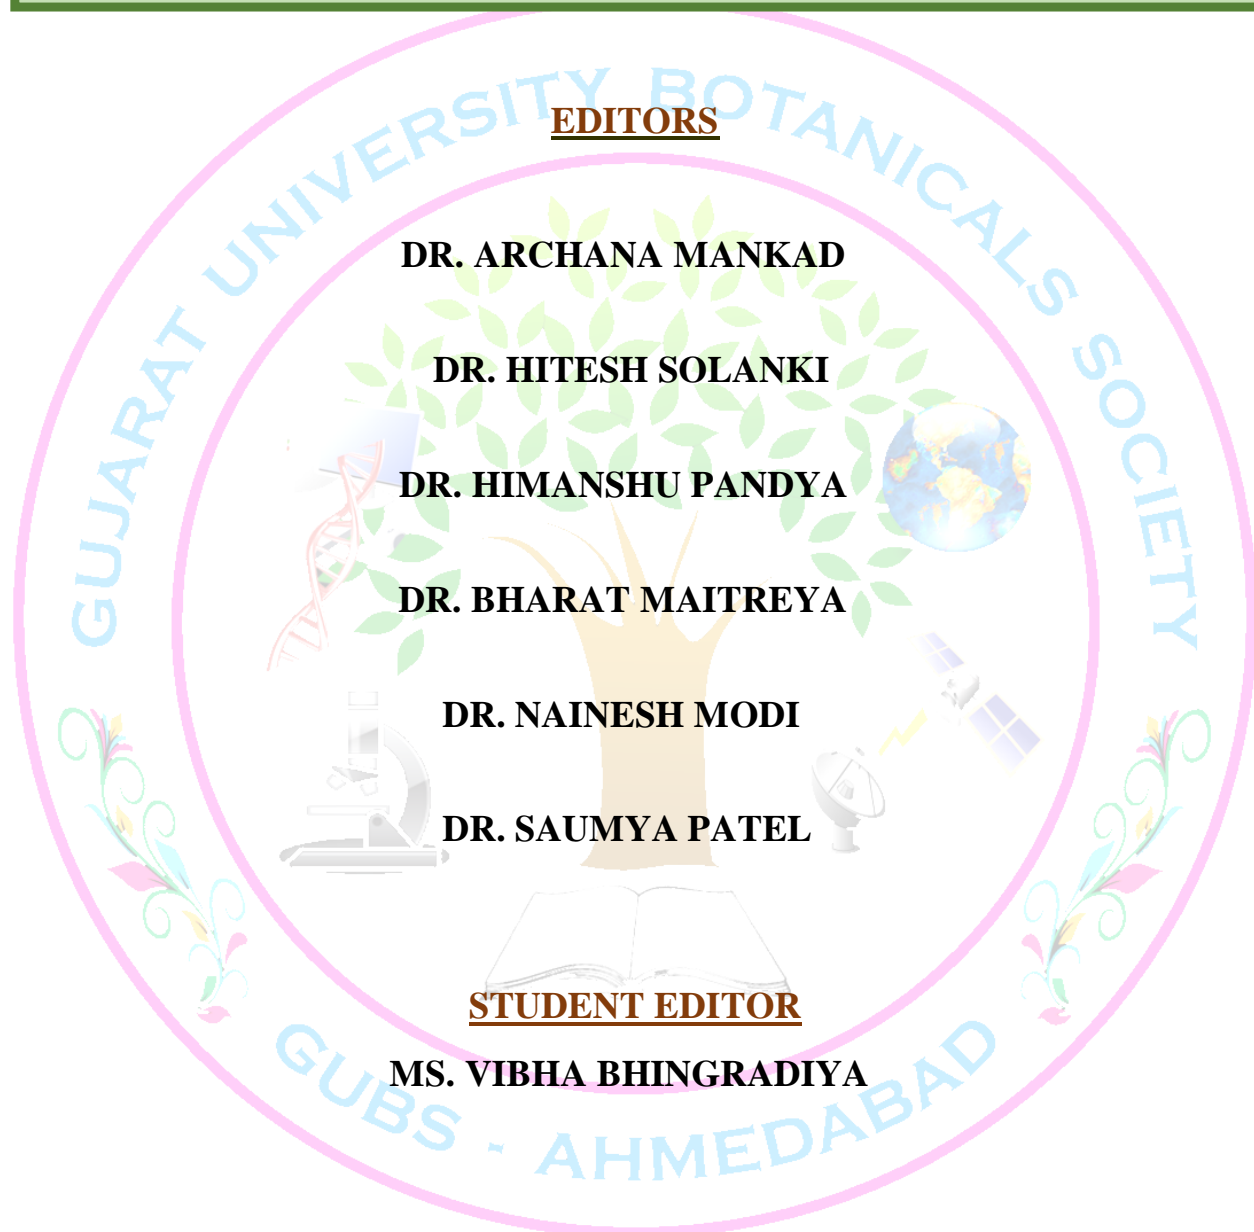 GUJARAT UNIVERSITY BOTANICALS SOCIETY
EDITORS
DR. ARCHANA MANKAD
DR. HITESH SOLANKI
DR. HIMANSHU PANDYA
DR. BHARAT MAITREYA
DR. NAINESH MODI
DR. SAUMYA PATEL
STUDENT EDITOR
MS. VIBHA BHINGRADIYA
GUBS - AHMEDABAD